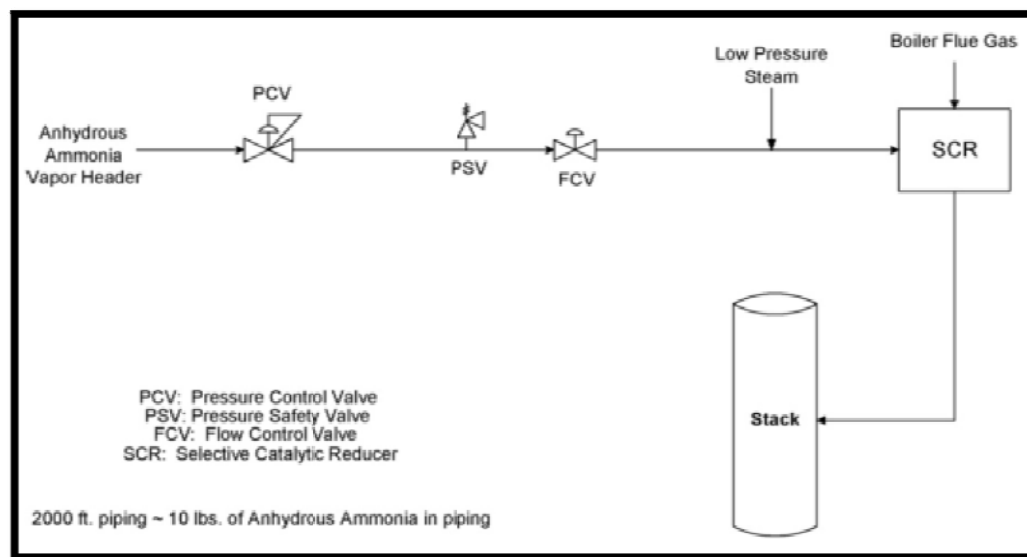 Boiler Flue Gas
Low Pressure
Steam
PCV
Anhydrous
Ammonia
Vapor Header
PSV
FCV
SCR
PCV: Pressure Control Valve
PSV: Pressure Safety Valve
FCV: Flow Control Valve
SCR: Selective Catalytic Reducer
Stack
2000 ft. piping ~ 10 lbs. of Anhydrous Ammonia in piping